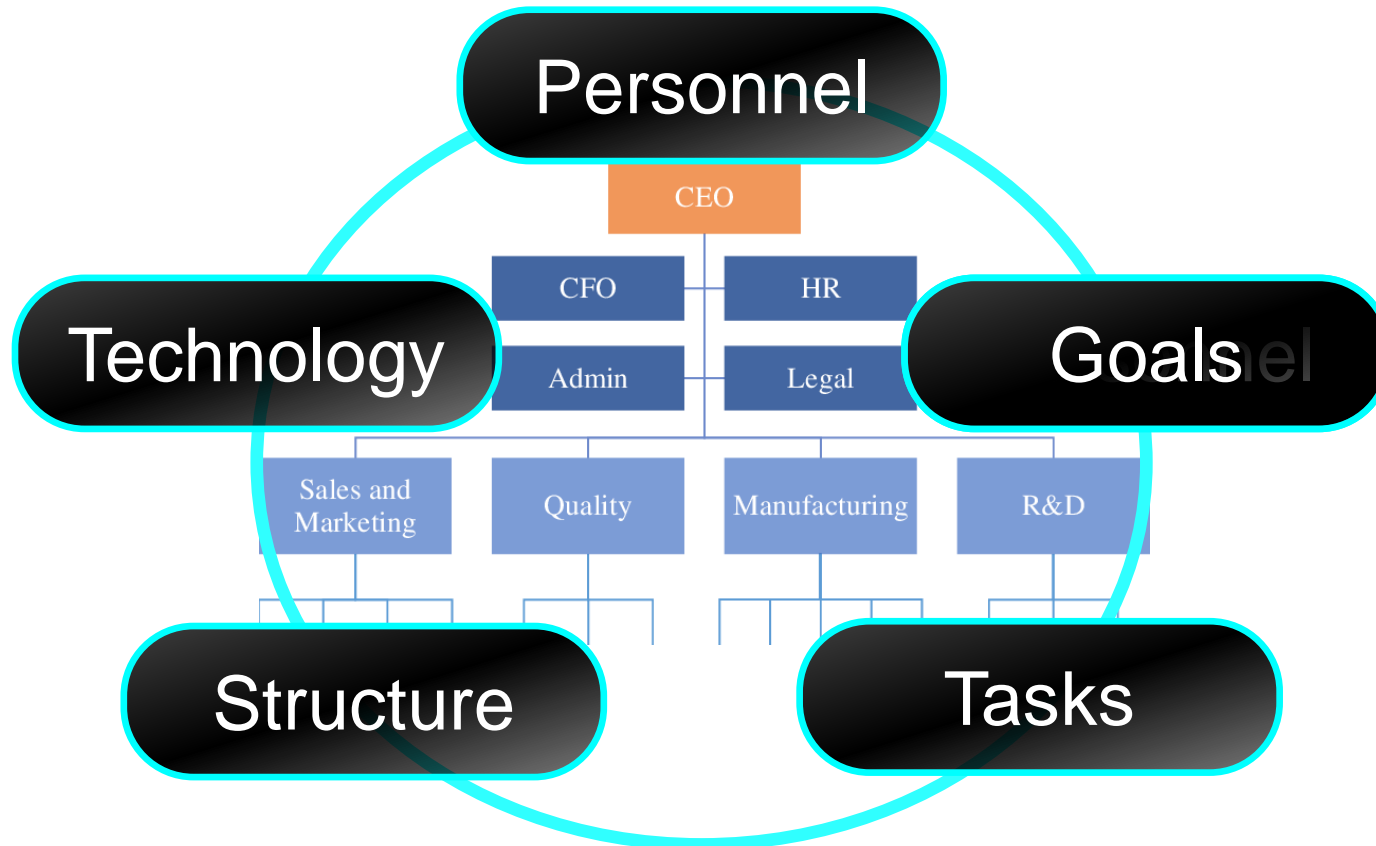 Personnel
CEO
CFO
HR
Technology
Goals
Admin
Legal
Sales and
Marketing
Quality
Manufacturing
R&D
Structure
Tasks